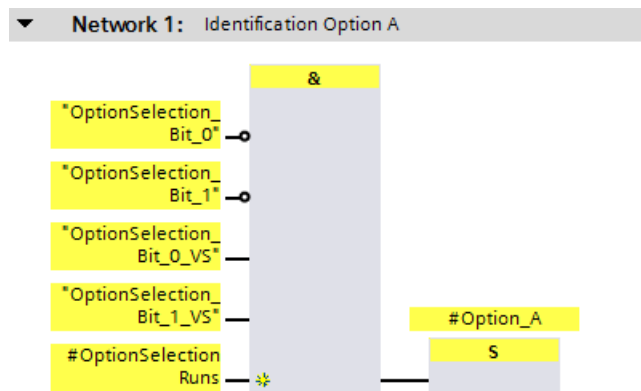 Network 1: Identification Option A
&
"OptionSelection_
Bit_0"
"OptionSelection_
Bit_1"
"OptionSelection_
Bit_0_VS"
"OptionSelection_
Bit_1_VS"
#Option_A
#OptionSelection
Runs
S